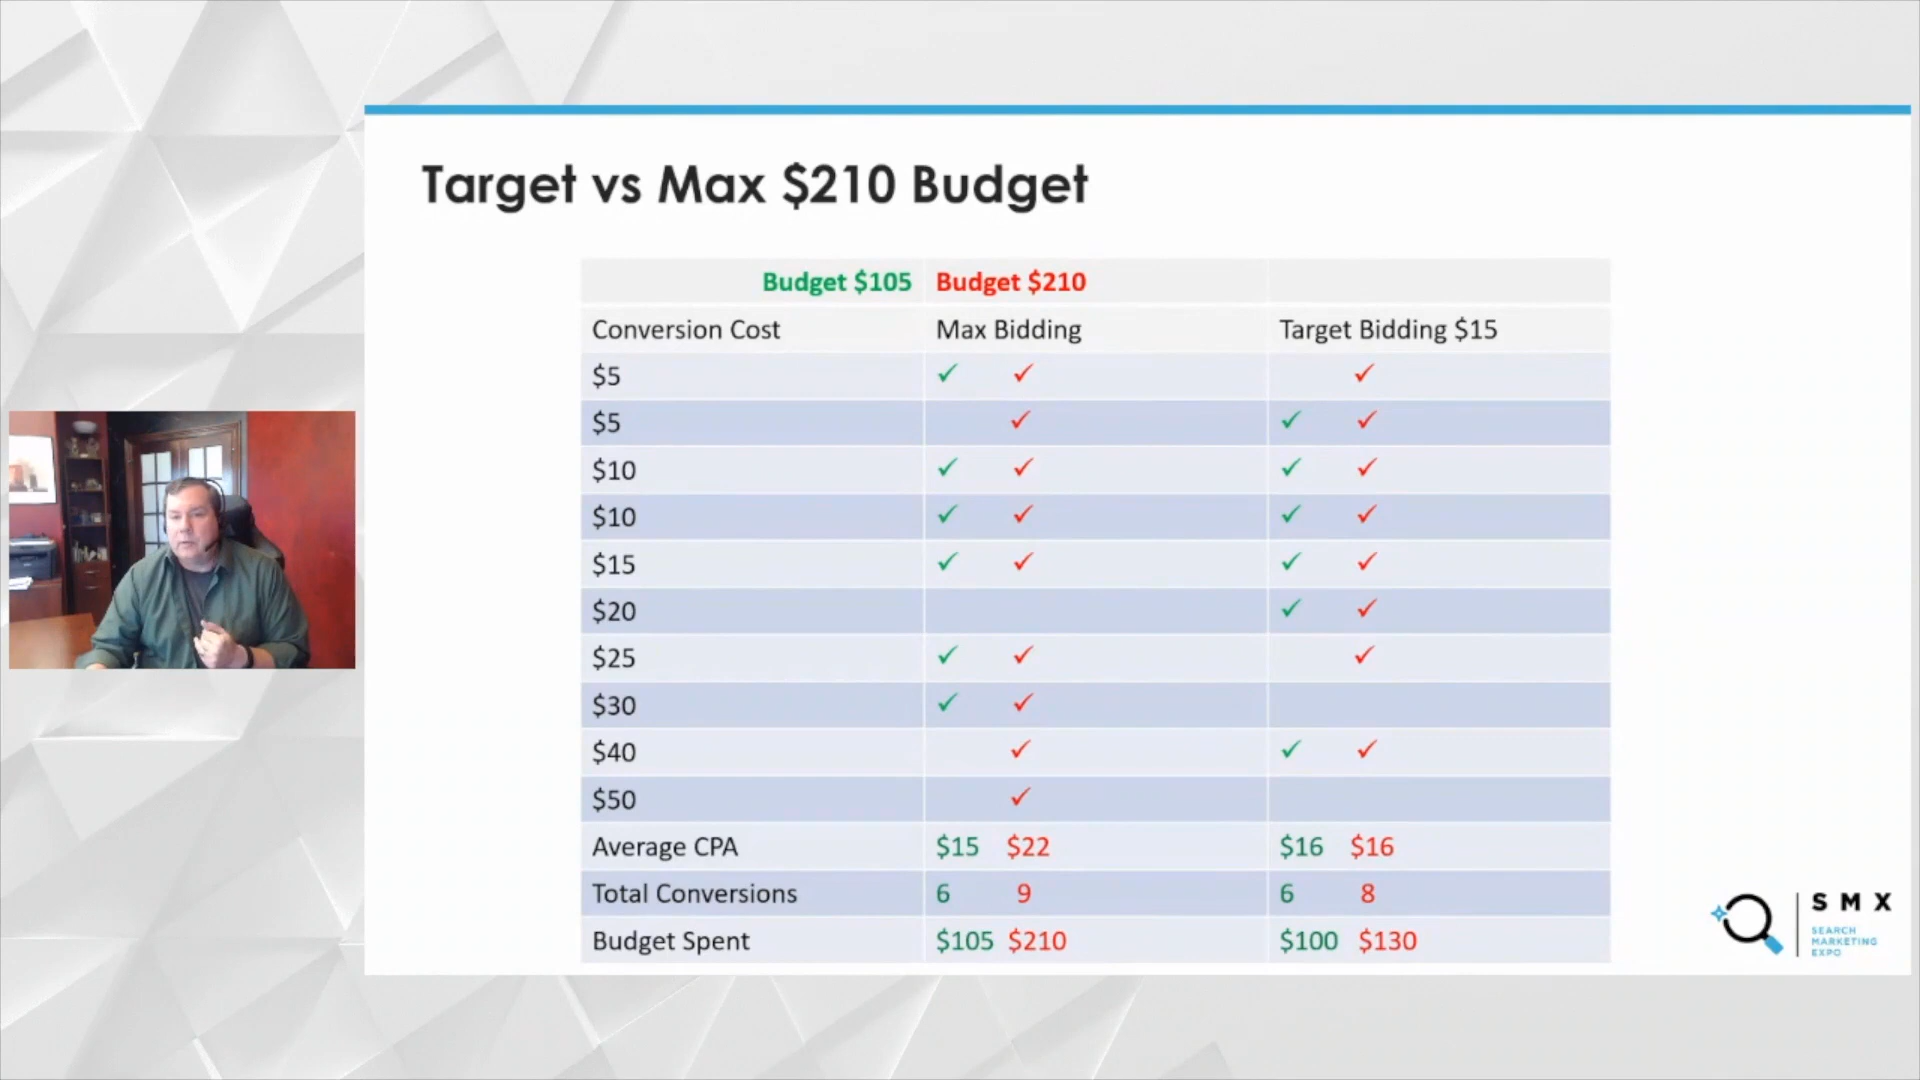 Target vs Max $210 Budget
Budget $105 Budget $210
Conversion Cost Max Bidding Target Bidding $15
$5 ✓ ✓ ✓
$5 ✓ ✓ ✓
$10 ✓ ✓ ✓ ✓
$10 ✓ ✓ ✓ ✓
$15 ✓ ✓ ✓ ✓
$20 ✓ ✓
$25 ✓ ✓ ✓
$30 ✓ ✓
$40 ✓ ✓ ✓
$50 ✓
Average CPA $15 $22 $16 $16
Total Conversions 6 9 6 8
Budget Spent $105 $210 $100 $130
SMX
SEARCH
MARKETING
EXPO